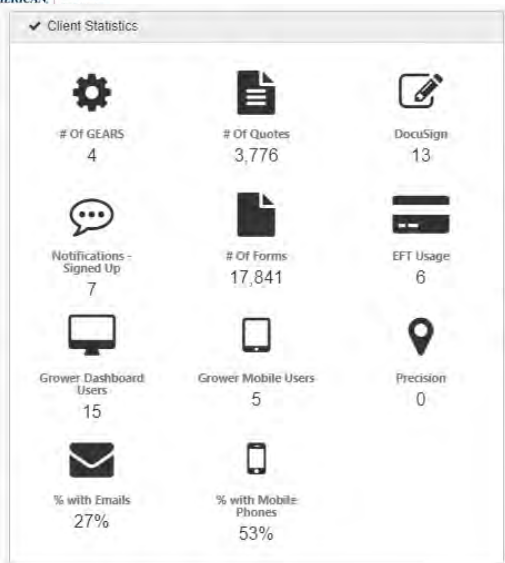 Client Statistics
# Of GEARS
4
# Of Quotes
3,776
DocuSign
13
Notifications -
Signed Up
7
# Of Forms
17,841
EFT Usage
6
Grower Dashboard
Users
15
Grower Mobile Users
5
Precision
0
% with Emails
27%
% with Mobile
Phones
53%